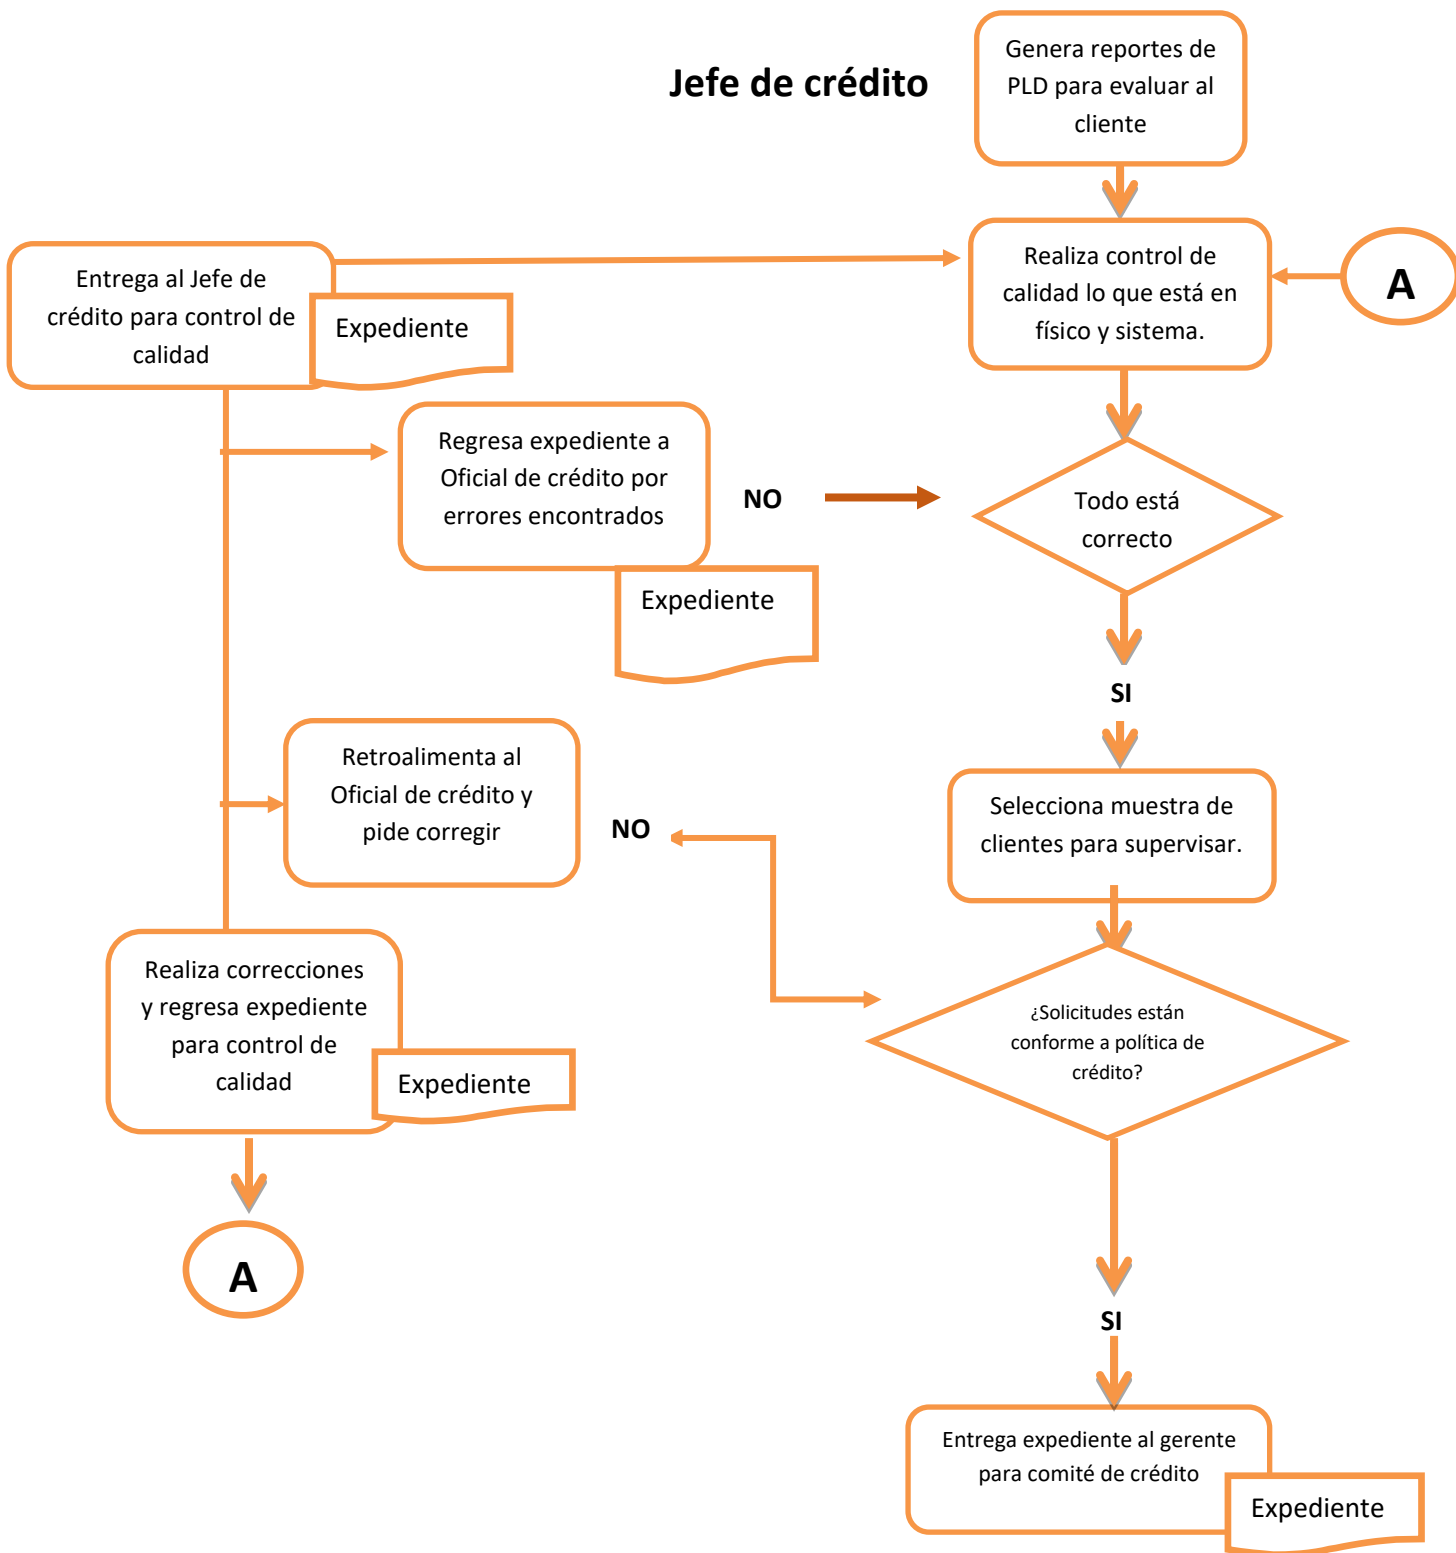 Jefe de crédito
Genera reportes de
PLD para evaluar al
cliente
Entrega al Jefe de
crédito para control de
calidad
Expediente
Realiza control de
calidad lo que está en
físico y sistema.
A
Regresa expediente a
Oficial de crédito por
errores encontrados
Expediente
NO
Todo está
correcto
SI
Retroalimenta al
Oficial de crédito y
pide corregir
NO
Selecciona muestra de
clientes para supervisar.
Realiza correcciones
y regresa expediente
para control de
calidad
Expediente
¿Solicitudes están
conforme a política de
crédito?
A
SI
Entrega expediente al gerente
para comité de crédito
Expediente